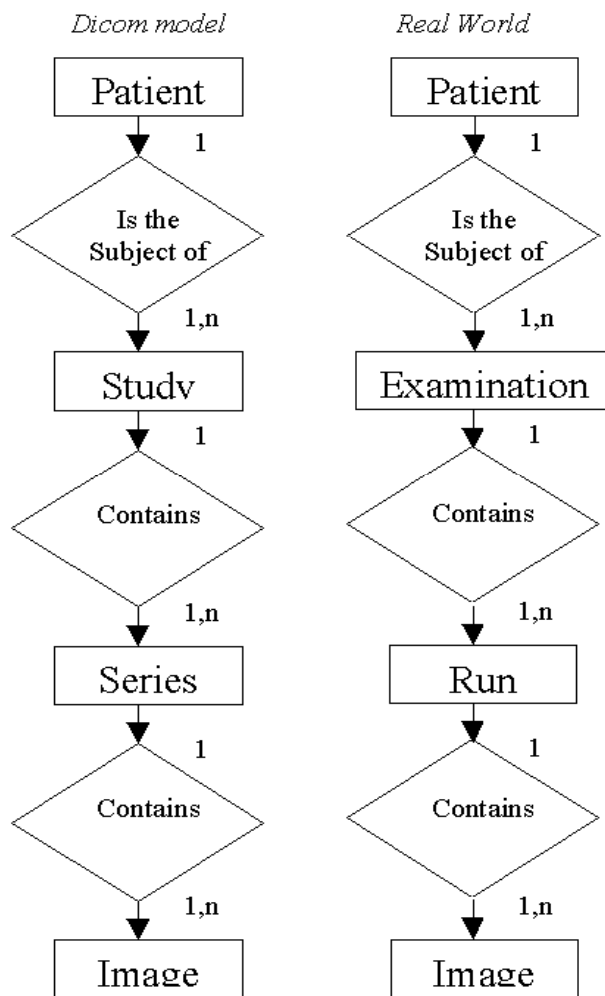 Dicom model
Real World
Patient
Patient
1
1
Is the
Subject of
Is the
Subject of
1,n
1,n
Studv
Examination
1
1
Contains
Contains
1,n
1,n
Series
Run
1
1
Contains
Contains
1,n
1,n
Image
Image